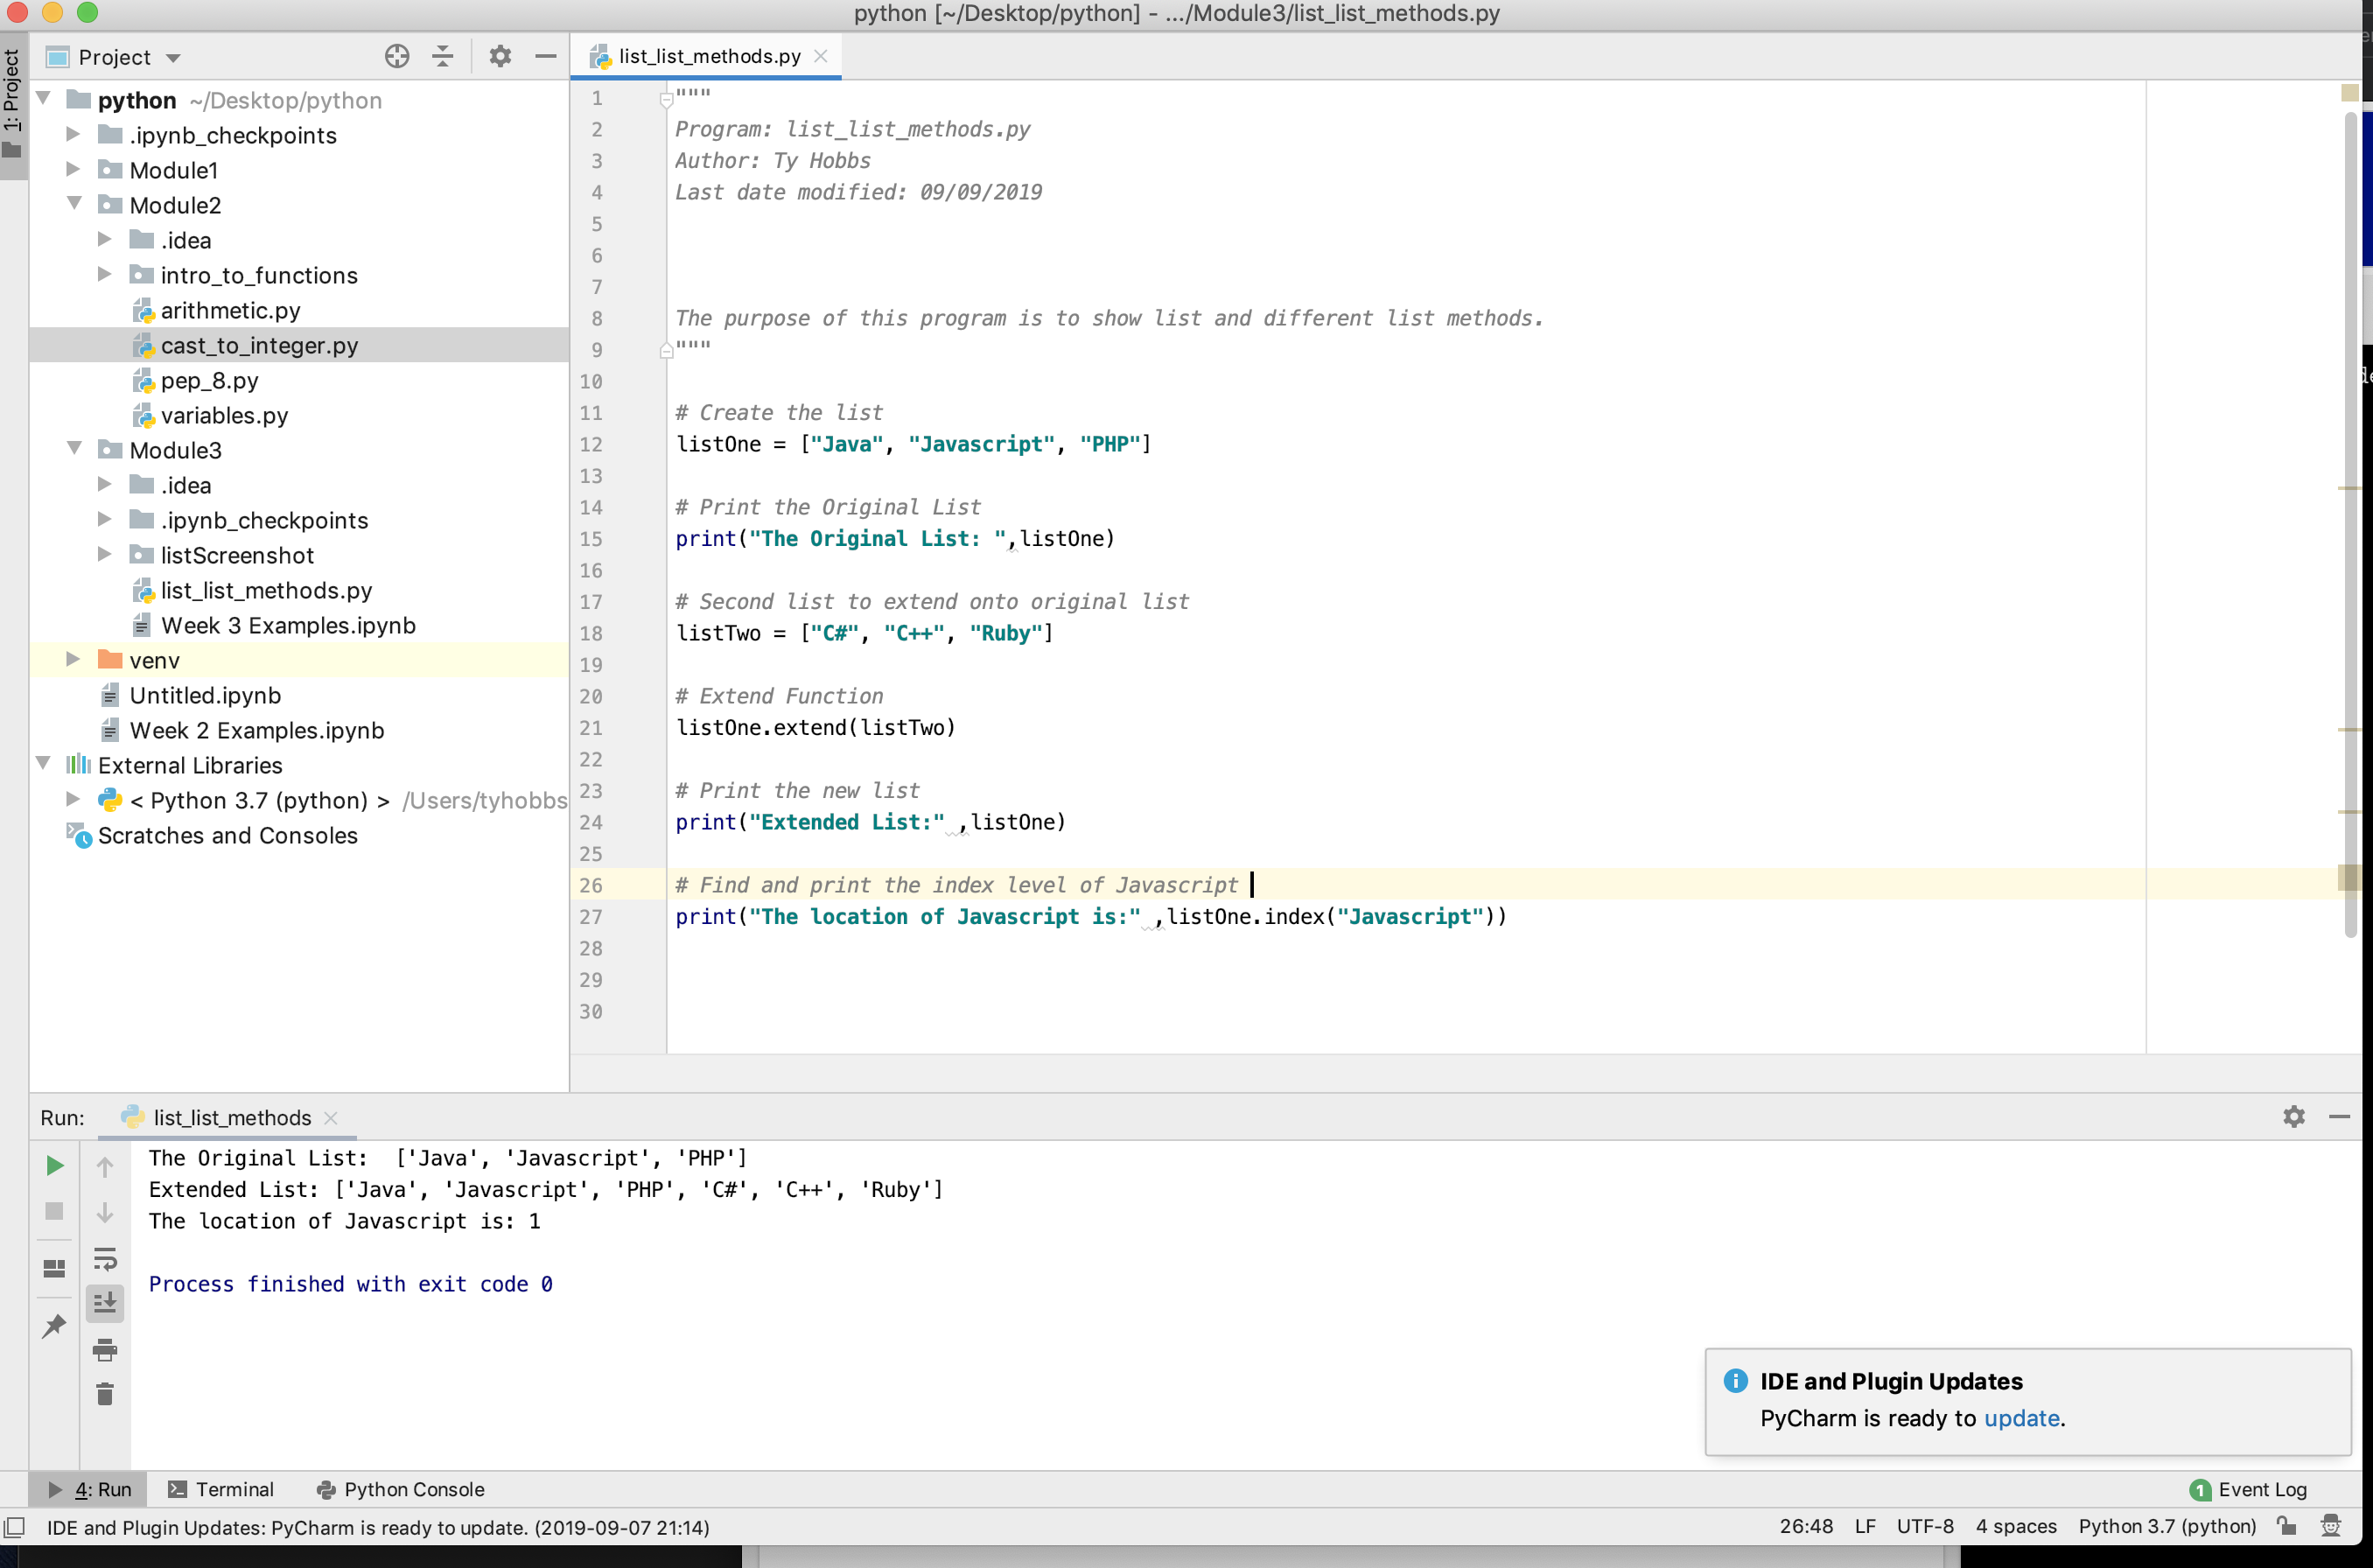 python [~/Desktop/python] - .../Module3/list_list_methods.py
1: Project
Project
python ~/Desktop/python
.ipynb_checkpoints
Module1
Module2
.idea
intro_to_functions
arithmetic.py
cast_to_integer.py
pep_8.py
variables.py
Module3
.idea
.ipynb_checkpoints
listScreenshot
list_list_methods.py
Week 3 Examples.ipynb
venv
Untitled.ipynb
Week 2 Examples.ipynb
External Libraries
< Python 3.7 (python) > /Users/tyhobbs
Scratches and Consoles
list_list_methods.py
1 """
2 Program: list_list_methods.py
3 Author: Ty Hobbs
4 Last date modified: 09/09/2019
5
6
7
8 The purpose of this program is to show list and different list methods.
9 """
10
11 # Create the list
12 listOne = ["Java", "Javascript", "PHP"]
13
14 # Print the Original List
15 print("The Original List: ",listOne)
16
17 # Second list to extend onto original list
18 listTwo = ["C#", "C++", "Ruby"]
19
20 # Extend Function
21 listOne.extend(listTwo)
22
23 # Print the new list
24 print("Extended List:" ,listOne)
25
26 # Find and print the index level of Javascript
27 print("The location of Javascript is:" ,listOne.index("Javascript"))
28
29
30
Run: list_list_methods
The Original List:  ['Java', 'Javascript', 'PHP']
Extended List: ['Java', 'Javascript', 'PHP', 'C#', 'C++', 'Ruby']
The location of Javascript is: 1
Process finished with exit code 0
IDE and Plugin Updates
PyCharm is ready to update.
4: Run Terminal Python Console
1 Event Log
IDE and Plugin Updates: PyCharm is ready to update. (2019-09-07 21:14)
26:48 LF UTF-8 4 spaces Python 3.7 (python)